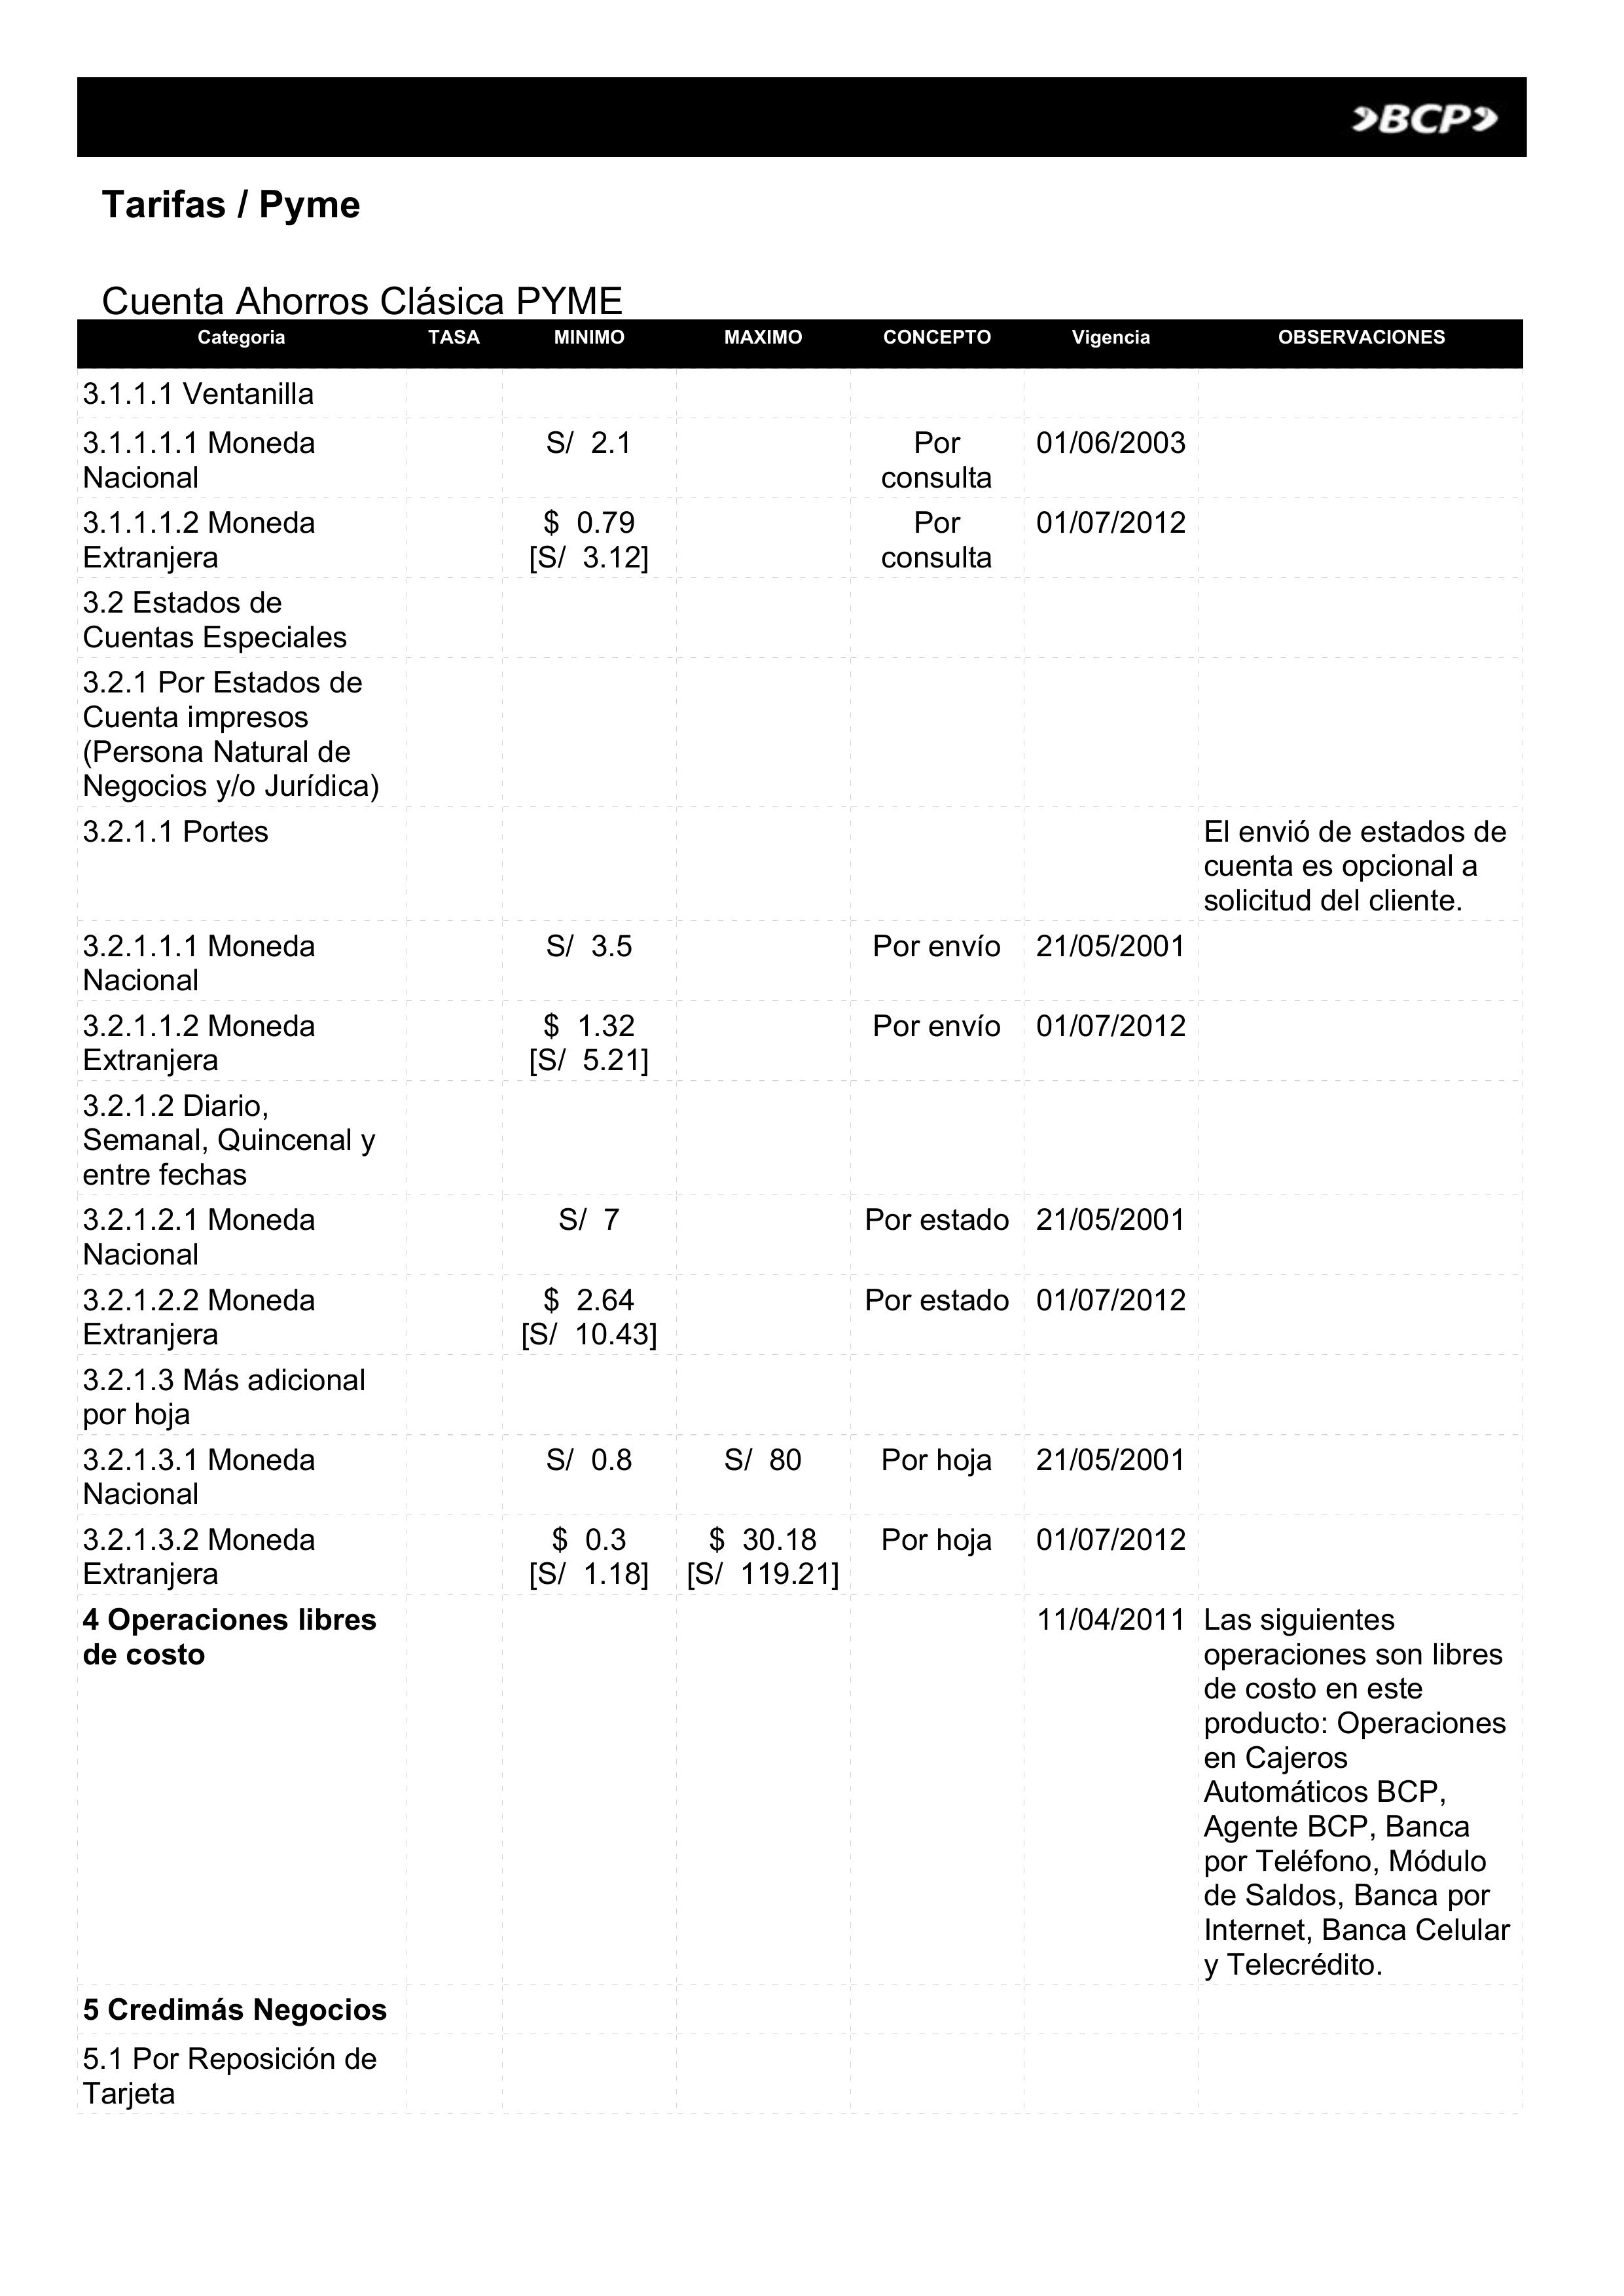 BCP
Tarifas / Pyme
Cuenta Ahorros Clásica PYME
Categoria TASA MINIMO MAXIMO CONCEPTO Vigencia OBSERVACIONES
3.1.1.1 Ventanilla
3.1.1.1.1 Moneda S/ 2.1 Por 01/06/2003
Nacional consulta
3.1.1.1.2 Moneda $ 0.79 Por 01/07/2012
Extranjera [S/ 3.12] consulta
3.2 Estados de
Cuentas Especiales
3.2.1 Por Estados de
Cuenta impresos
(Persona Natural de
Negocios y/o Jurídica)
3.2.1.1 Portes El envió de estados de
cuenta es opcional a
solicitud del cliente.
3.2.1.1.1 Moneda S/ 3.5 Por envío 21/05/2001
Nacional
3.2.1.1.2 Moneda $ 1.32 Por envío 01/07/2012
Extranjera [S/ 5.21]
3.2.1.2 Diario,
Semanal, Quincenal y
entre fechas
3.2.1.2.1 Moneda S/ 7 Por estado 21/05/2001
Nacional
3.2.1.2.2 Moneda $ 2.64 Por estado 01/07/2012
Extranjera [S/ 10.43]
3.2.1.3 Más adicional
por hoja
3.2.1.3.1 Moneda S/ 0.8 S/ 80 Por hoja 21/05/2001
Nacional
3.2.1.3.2 Moneda $ 0.3 $ 30.18 Por hoja 01/07/2012
Extranjera [S/ 1.18] [S/ 119.21]
4 Operaciones libres 11/04/2011 Las siguientes
de costo operaciones son libres
de costo en este
producto: Operaciones
en Cajeros
Automáticos BCP,
Agente BCP, Banca
por Teléfono, Módulo
de Saldos, Banca por
Internet, Banca Celular
y Telecrédito.
5 Credimás Negocios
5.1 Por Reposición de
Tarjeta